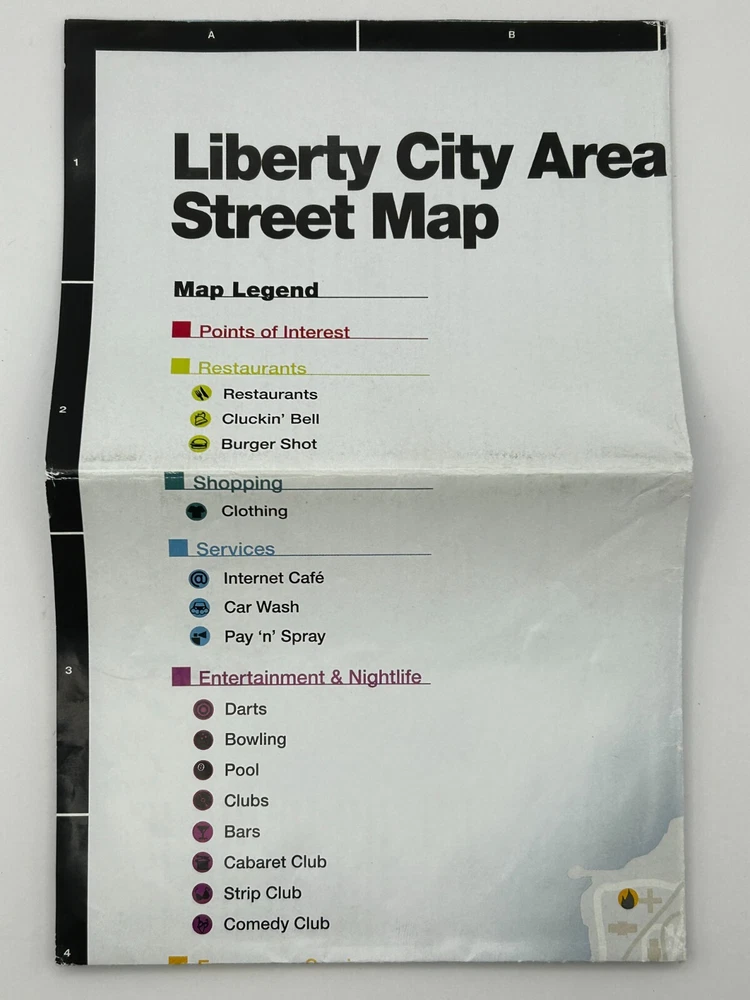 A
B
1
Liberty City Area
Street Map
Map Legend
Points of Interest
Restaurants
Restaurants
2
Cluckin' Bell
Burger Shot
Shopping
Clothing
Services
@ Internet Café
Car Wash
Pay 'n' Spray
3
Entertainment & Nightlife
Darts
Bowling
Pool
Clubs
Bars
Cabaret Club
Strip Club
Comedy Club
4